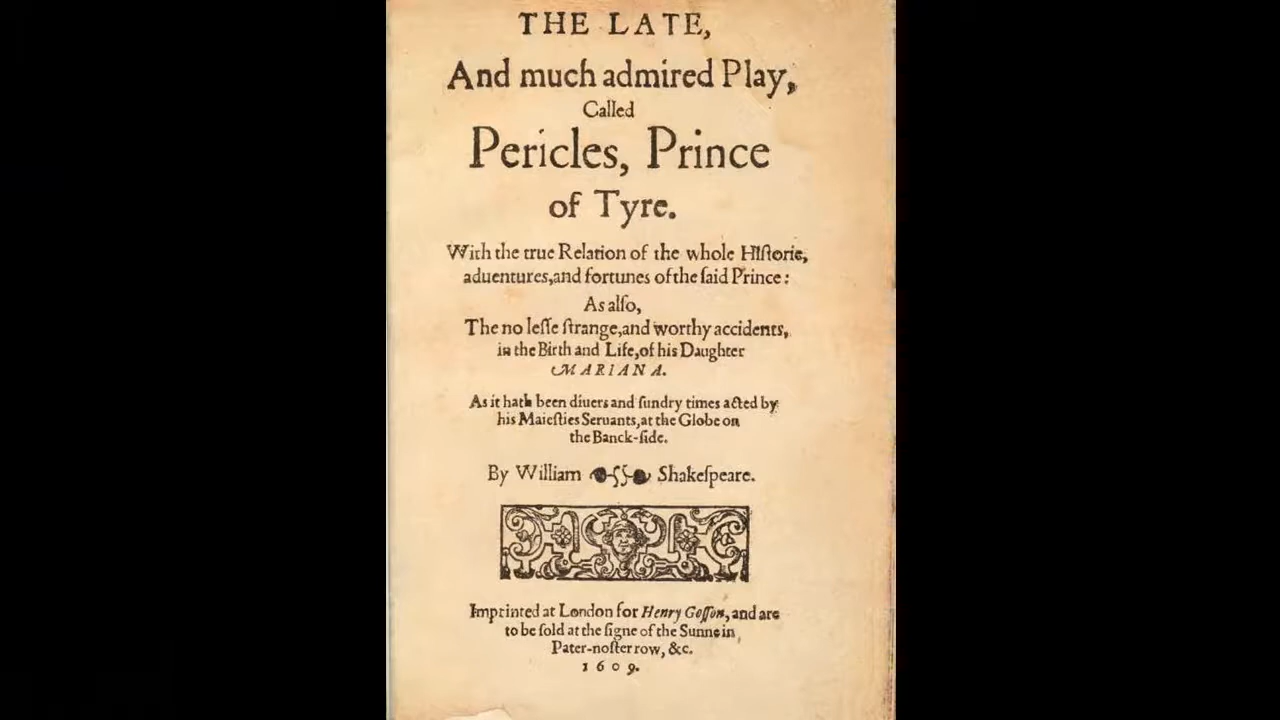 THE LATE,
And much admired Play,
Called
Pericles, Prince
of Tyre.
With the true Relation of the whole Hiſtorie,
aduentures, and fortunes of the ſaid Prince:
As alſo,
The no leſſe ſtrange, and worthy accidents,
in the Birth and Life, of his Daughter
MARIANA.
As it hath been diuers and ſundry times acted by
his Maieſties Seruants, at the Globe on
the Banck-ſide.
By William Shakeſpeare.
Imprinted at London for Henry Goſſon, and are
to be ſold at the ſigne of the Sunne in
Pater-noſter row, &c.
1609.